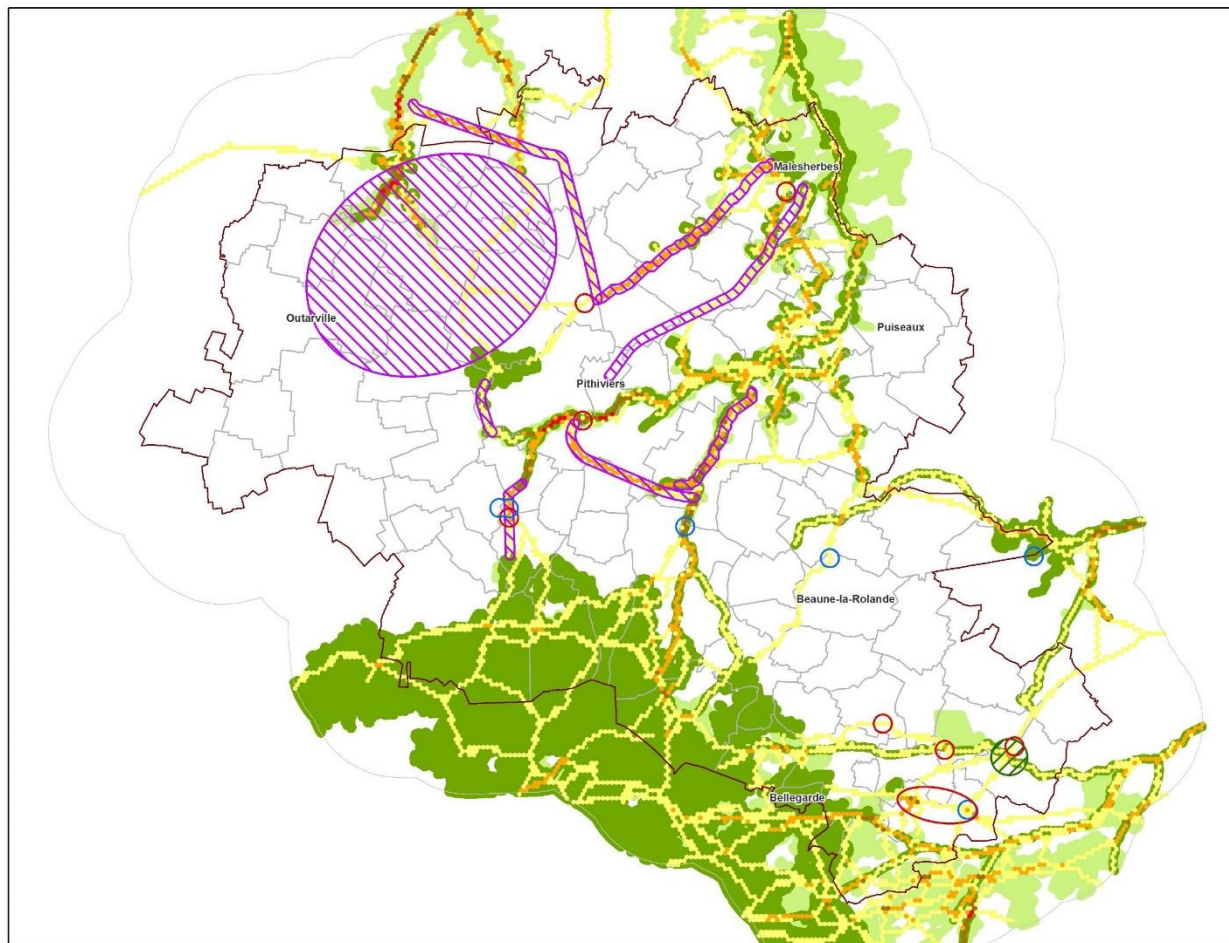 Malesherbes
Outarville
Puiseaux
Pithiviers
Beaune-la-Rolande
Bellegarde